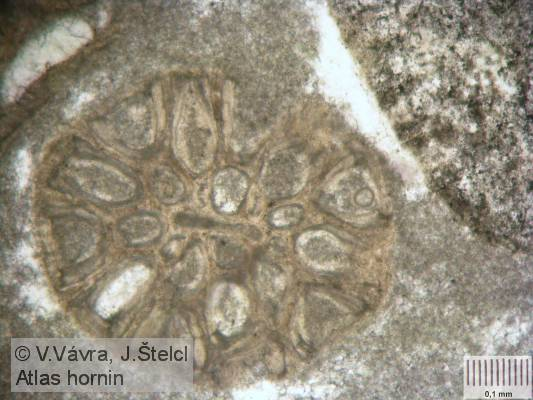 © V.Vávra, J.Štelcl
Atlas hornin
0,1 mm